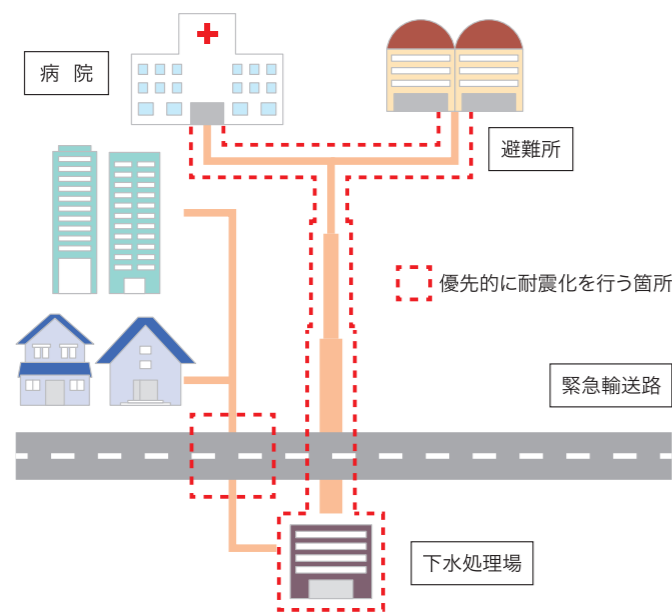 病 院
避難所
優先的に耐震化を行う箇所
緊急輸送路
下水処理場